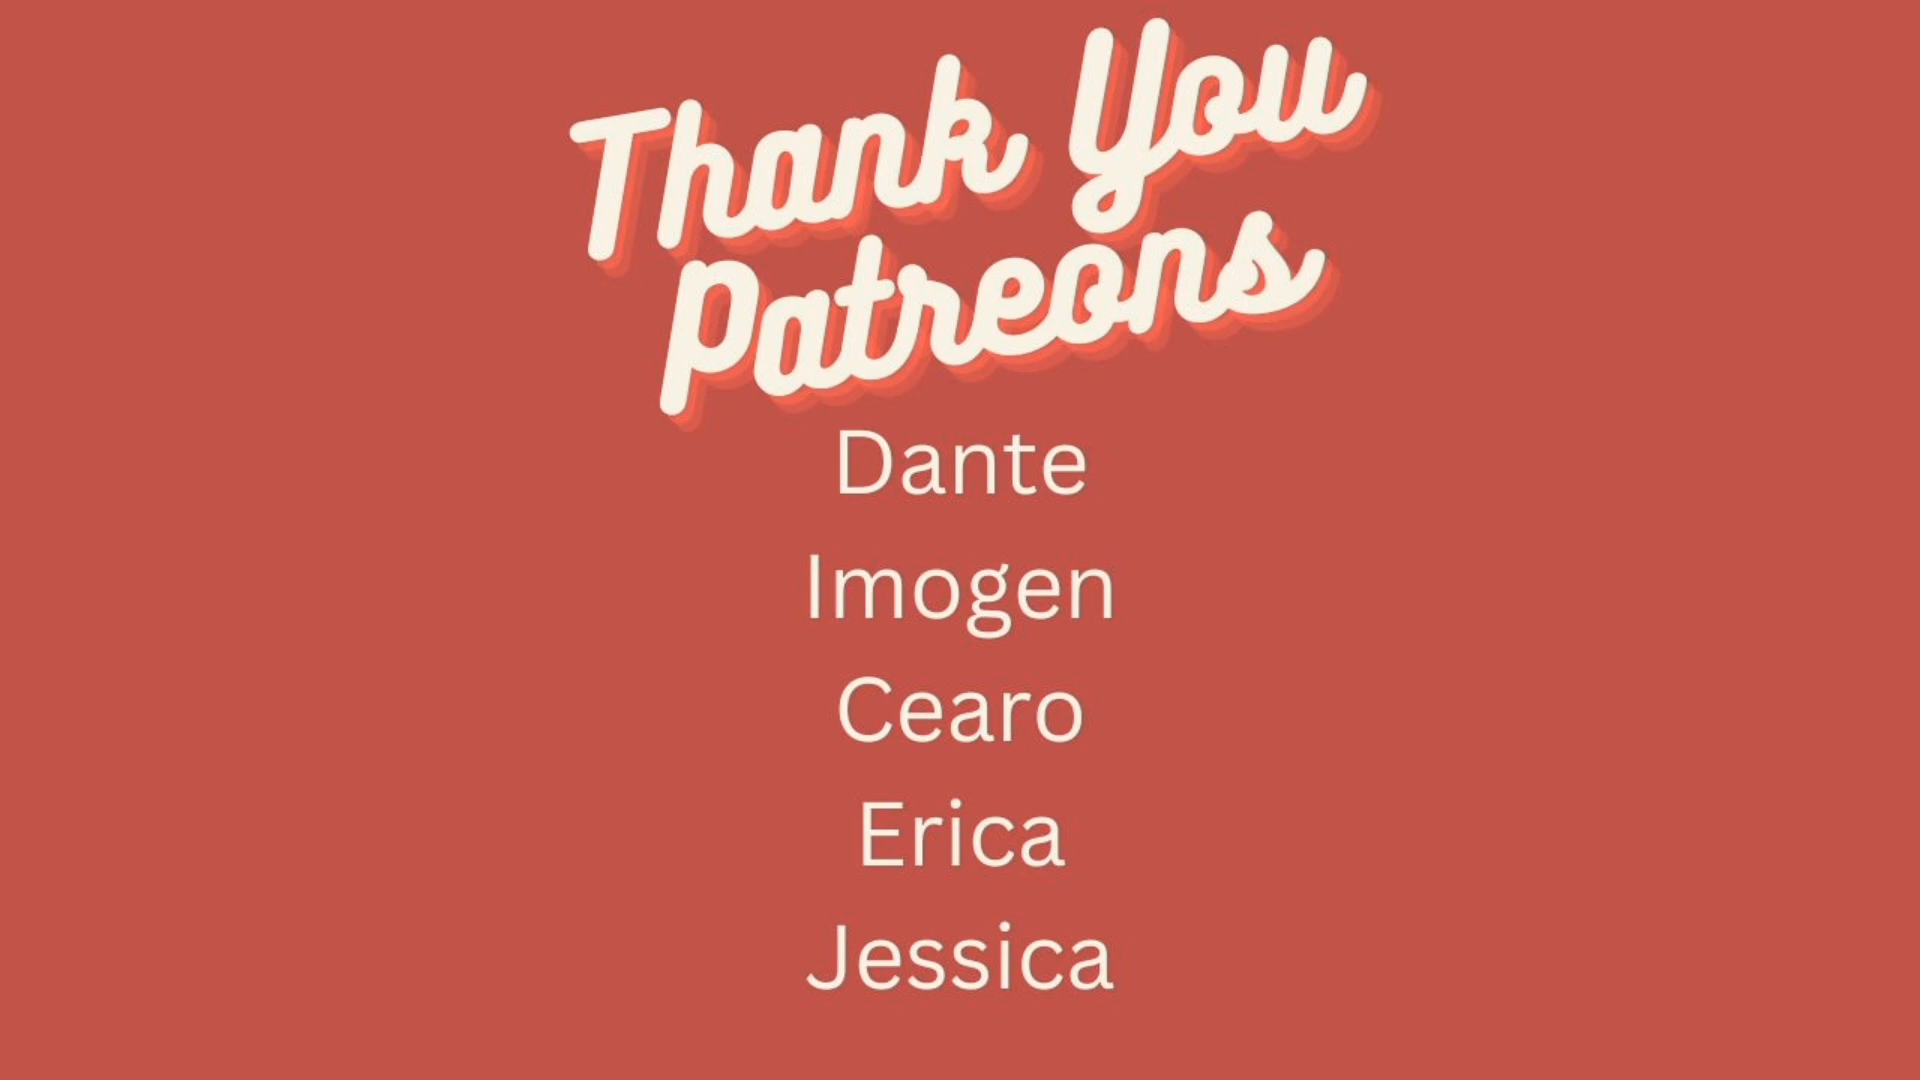 Thank You
Patreons
Dante
Imogen
Cearo
Erica
Jessica